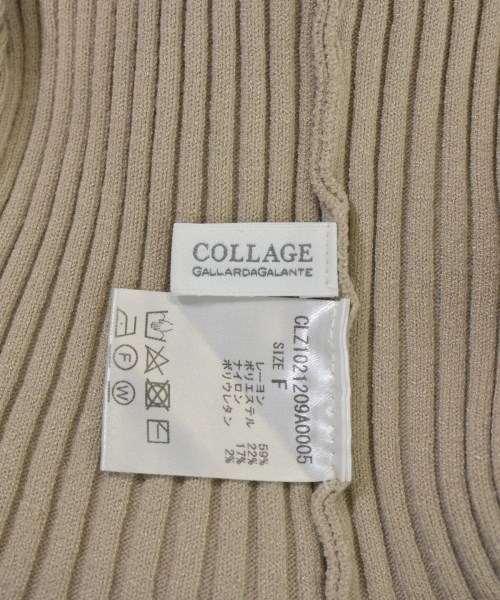 COLLAGE
GALLARDAGALANTE
CLZ1021209A0005
SIZE F
レーヨン 59%
ポリエステル 22%
ナイロン 17%
ポリウレタン 2%
F
W